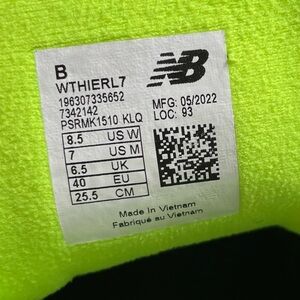 B
WTHIERL7
196307335652
7342142
PSRMK1510 KLQ
NB
MFG: 05/2022
LOC: 93
8.5 US W
7 US M
6.5 UK
40 EU
25.5 CM
Made in Vietnam
Fabriqué au Vietnam